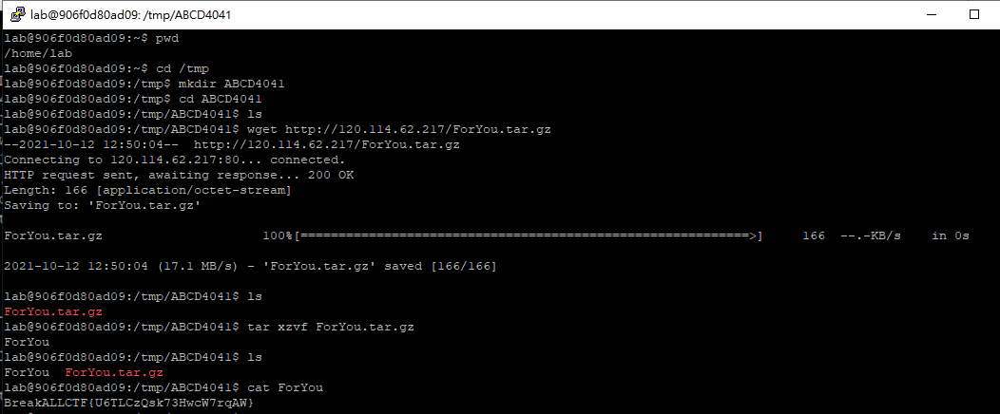 lab@906f0d80ad09: /tmp/ABCD4041
lab@906f0d80ad09:~$ pwd
/home/lab
lab@906f0d80ad09:~$ cd /tmp
lab@906f0d80ad09:/tmp$ mkdir ABCD4041
lab@906f0d80ad09:/tmp$ cd ABCD4041
lab@906f0d80ad09:/tmp/ABCD4041$ ls
lab@906f0d80ad09:/tmp/ABCD4041$ wget http://120.114.62.217/ForYou.tar.gz
--2021-10-12 12:50:04--  http://120.114.62.217/ForYou.tar.gz
Connecting to 120.114.62.217:80... connected.
HTTP request sent, awaiting response... 200 OK
Length: 166 [application/octet-stream]
Saving to: 'ForYou.tar.gz'
ForYou.tar.gz                     100%[===========================================================>]     166  --.-KB/s    in 0s
2021-10-12 12:50:04 (17.1 MB/s) - 'ForYou.tar.gz' saved [166/166]
lab@906f0d80ad09:/tmp/ABCD4041$ ls
ForYou.tar.gz
lab@906f0d80ad09:/tmp/ABCD4041$ tar xzvf ForYou.tar.gz
ForYou
lab@906f0d80ad09:/tmp/ABCD4041$ ls
ForYou  ForYou.tar.gz
lab@906f0d80ad09:/tmp/ABCD4041$ cat ForYou
BreakALLCTF{U6TLCzQsk73HwcW7rqAW}